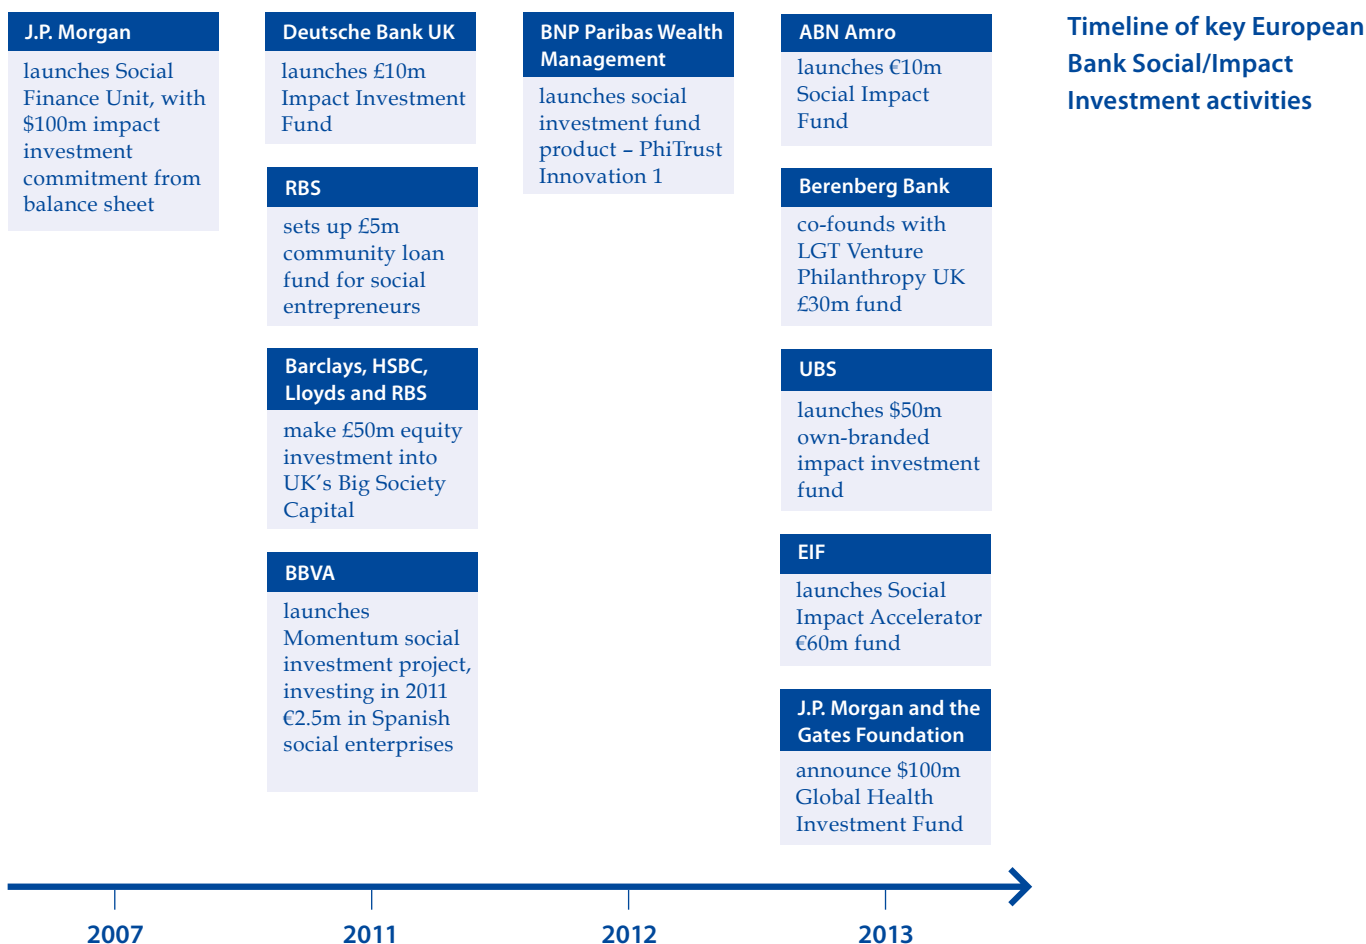 Timeline of key European
Bank Social/Impact
Investment activities
J.P. Morgan
launches Social
Finance Unit, with
$100m impact
investment
commitment from
balance sheet
Deutsche Bank UK
launches £10m
Impact Investment
Fund
RBS
sets up £5m
community loan
fund for social
entrepreneurs
Barclays, HSBC,
Lloyds and RBS
make £50m equity
investment into
UK's Big Society
Capital
BBVA
launches
Momentum social
investment project,
investing in 2011
€2.5m in Spanish
social enterprises
BNP Paribas Wealth
Management
launches social
investment fund
product – PhiTrust
Innovation 1
ABN Amro
launches €10m
Social Impact
Fund
Berenberg Bank
co-founds with
LGT Venture
Philanthropy UK
£30m fund
UBS
launches $50m
own-branded
impact investment
fund
EIF
launches Social
Impact Accelerator
€60m fund
J.P. Morgan and the
Gates Foundation
announce $100m
Global Health
Investment Fund
2007
2011
2012
2013